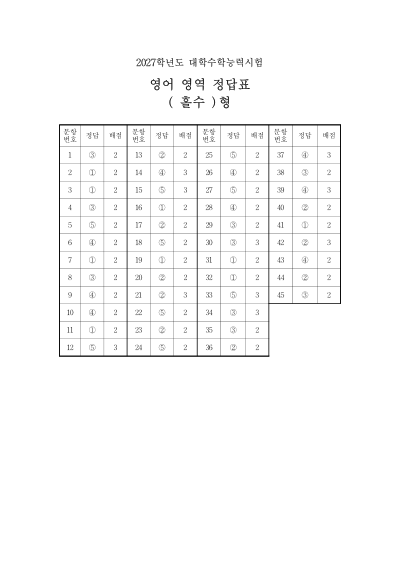 2027학년도 대학수학능력시험
영어 영역 정답표
( 홀수 )형
문항번호 정답 배점 문항번호 정답 배점 문항번호 정답 배점 문항번호 정답 배점
1 ③ 2 13 ② 2 25 ⑤ 2 37 ④ 3
2 ① 2 14 ④ 3 26 ④ 2 38 ③ 2
3 ① 2 15 ⑤ 3 27 ⑤ 2 39 ④ 3
4 ③ 2 16 ① 2 28 ④ 2 40 ② 2
5 ⑤ 2 17 ② 2 29 ③ 2 41 ① 2
6 ④ 2 18 ⑤ 2 30 ③ 3 42 ② 3
7 ① 2 19 ① 2 31 ① 2 43 ④ 2
8 ③ 2 20 ② 2 32 ① 2 44 ② 2
9 ④ 2 21 ② 3 33 ⑤ 3 45 ③ 2
10 ④ 2 22 ⑤ 2 34 ③ 3
11 ① 2 23 ② 2 35 ③ 2
12 ⑤ 3 24 ⑤ 2 36 ② 2